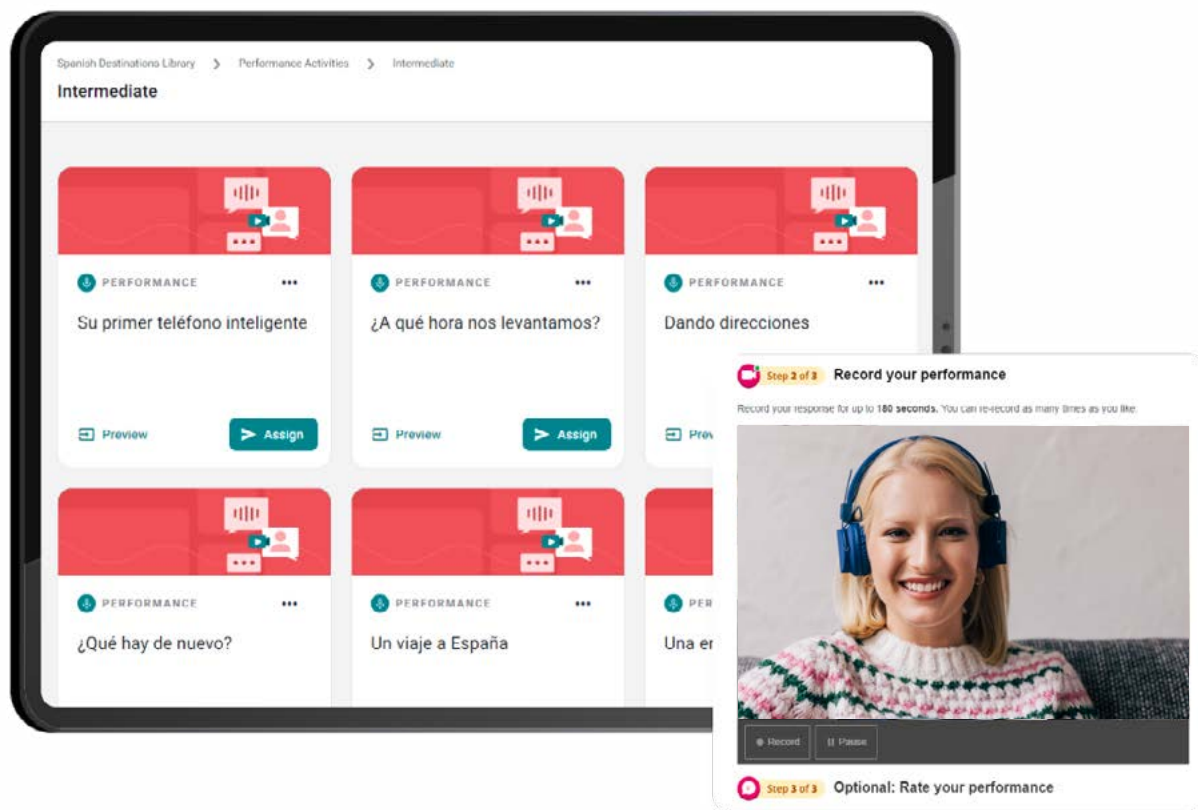 Spanish Destinations Library > Performance Activities > Intermediate
Intermediate
PERFORMANCE
Su primer teléfono inteligente
Preview
Assign
PERFORMANCE
¿A qué hora nos levantamos?
Preview
Assign
PERFORMANCE
Dando direcciones
Prev
PERFORMANCE
¿Qué hay de nuevo?
PERFORMANCE
Un viaje a España
PER
Una
Step 2 of 3 Record your performance
Record your response for up to 180 seconds. You can re-record as many times as you like.
Record
Pause
Step 3 of 3 Optional: Rate your performance